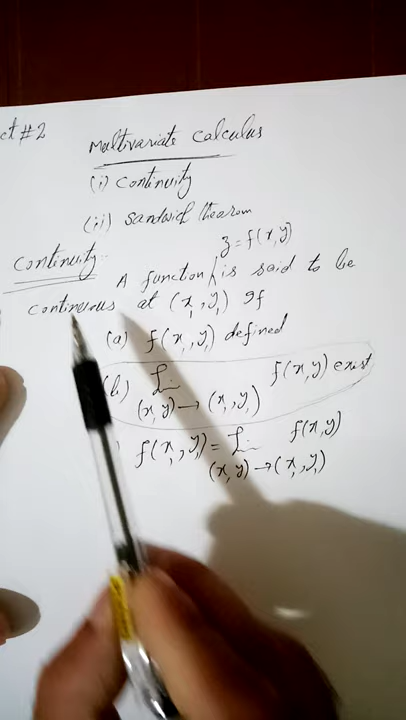 ct #2
Multivariate Calculus
(i) Continuity
(ii) Sandwich thearom
z = f(x,y)
Continuity:
A function is said to be
continuous at (x₁,y₁) If
(a) f(x₁,y₁) defined
(b) Lim f(x,y) exist
(x,y) → (x₁,y₁)
) f(x₁,y₁) = Lim f(x,y)
(x,y) → (x₁,y₁)